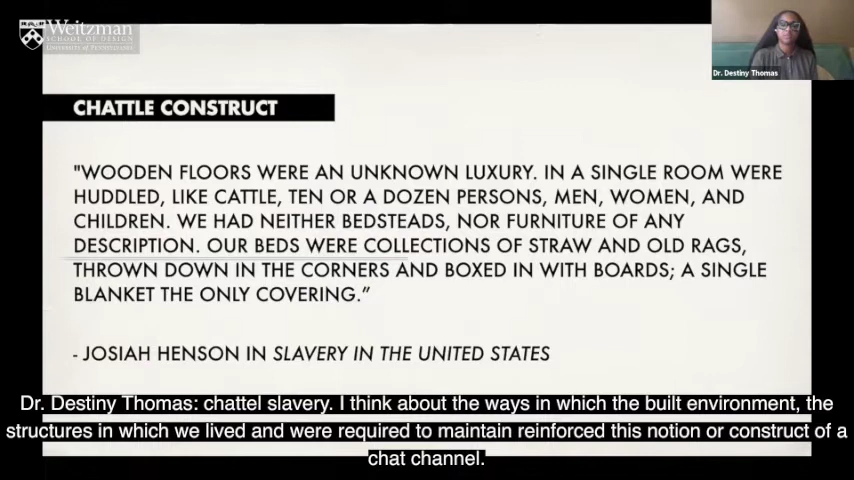 Weitzman
SCHOOL OF DESIGN
UNIVERSITY OF PENNSYLVANIA
Dr. Destiny Thomas
CHATTLE CONSTRUCT
"WOODEN FLOORS WERE AN UNKNOWN LUXURY. IN A SINGLE ROOM WERE
HUDDLED, LIKE CATTLE, TEN OR A DOZEN PERSONS, MEN, WOMEN, AND
CHILDREN. WE HAD NEITHER BEDSTEADS, NOR FURNITURE OF ANY
DESCRIPTION. OUR BEDS WERE COLLECTIONS OF STRAW AND OLD RAGS,
THROWN DOWN IN THE CORNERS AND BOXED IN WITH BOARDS; A SINGLE
BLANKET THE ONLY COVERING."
- JOSIAH HENSON IN SLAVERY IN THE UNITED STATES
Dr. Destiny Thomas: chattel slavery. I think about the ways in which the built environment, the
structures in which we lived and were required to maintain reinforced this notion or construct of a
chat channel.